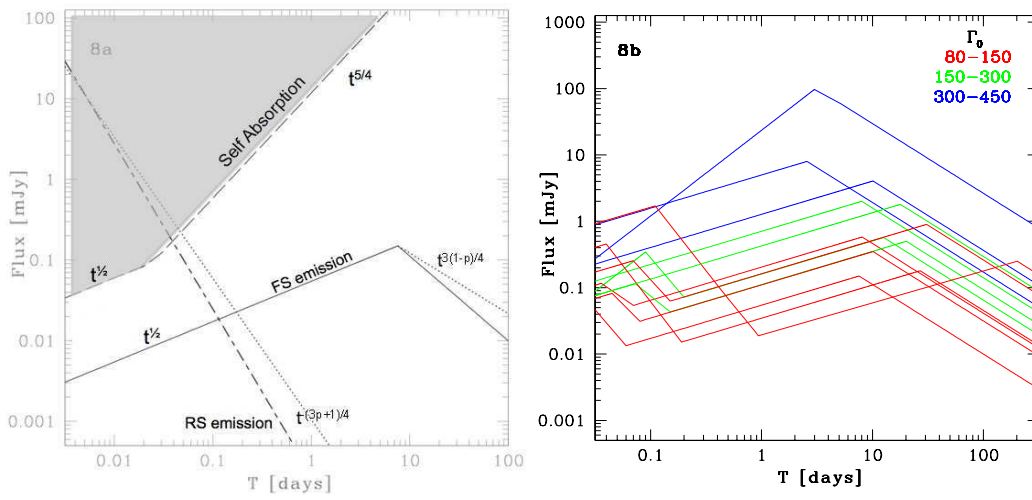 8a
100
10
1
0.1
0.01
0.001
Flux [mJy]
Self Absorption
t^5/4
t^½
FS emission
t^3(1-p)/4
t^½
t^-(3p+1)/4
RS emission
0.01
0.1
1
10
100
T [days]
8b
Γ₀
80−150
150−300
300−450
1000
100
10
1
0.1
0.01
0.001
Flux [mJy]
0.1
1
10
100
T [days]